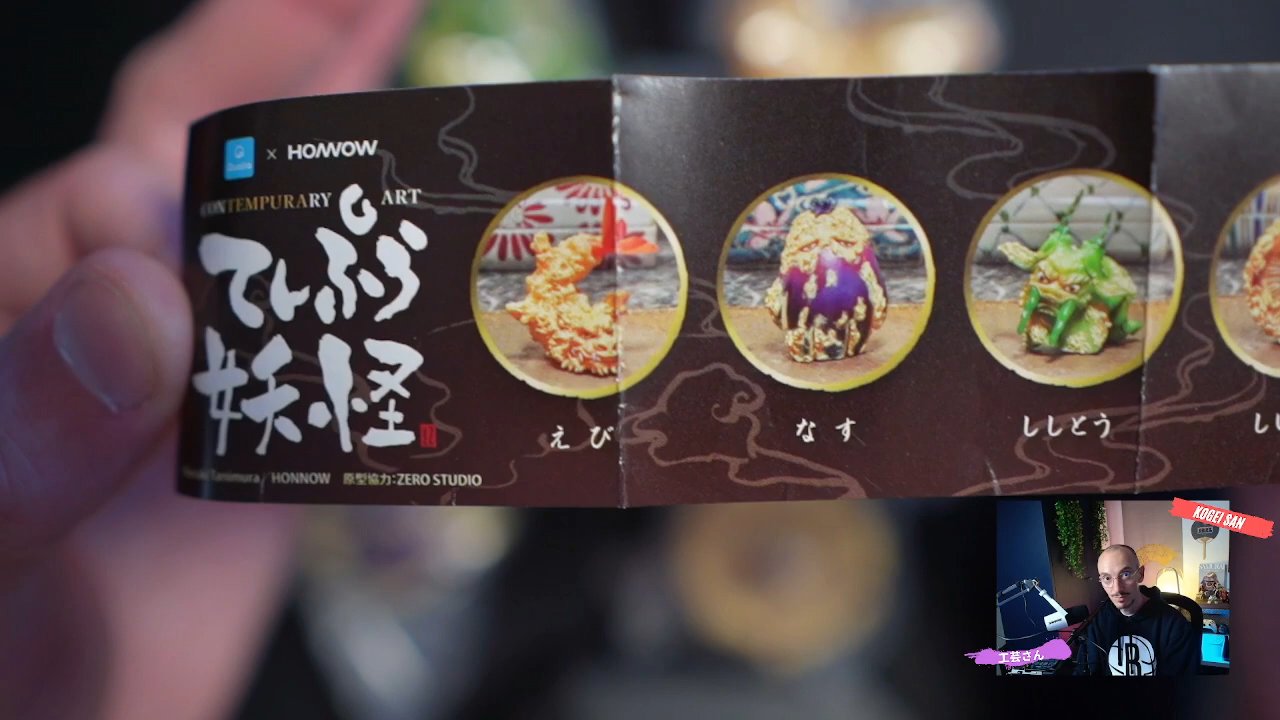 × HONNOW
CONTEMPURARY ART
てんぷら
妖怪
Tanimura / HONNOW 原型協力:ZERO STUDIO
えび
なす
ししとう
KOGEI SAN
工芸さん